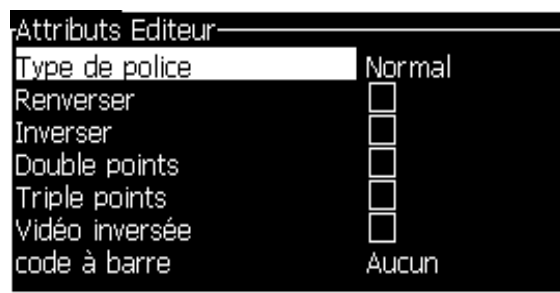 Attributs Editeur
Type de police Normal
Renverser
Inverser
Double points
Triple points
Vidéo inversée
code à barre Aucun